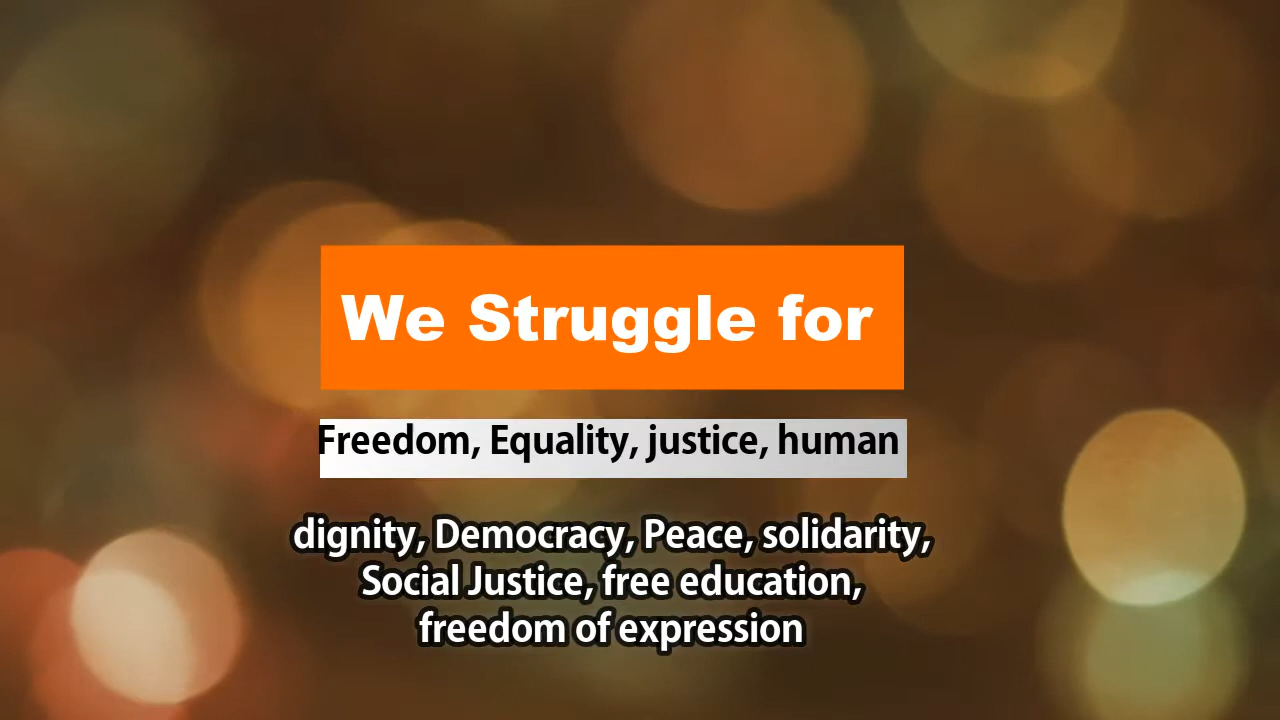 We Struggle for
Freedom, Equality, justice, human
dignity, Democracy, Peace, solidarity,
Social Justice, free education,
freedom of expression